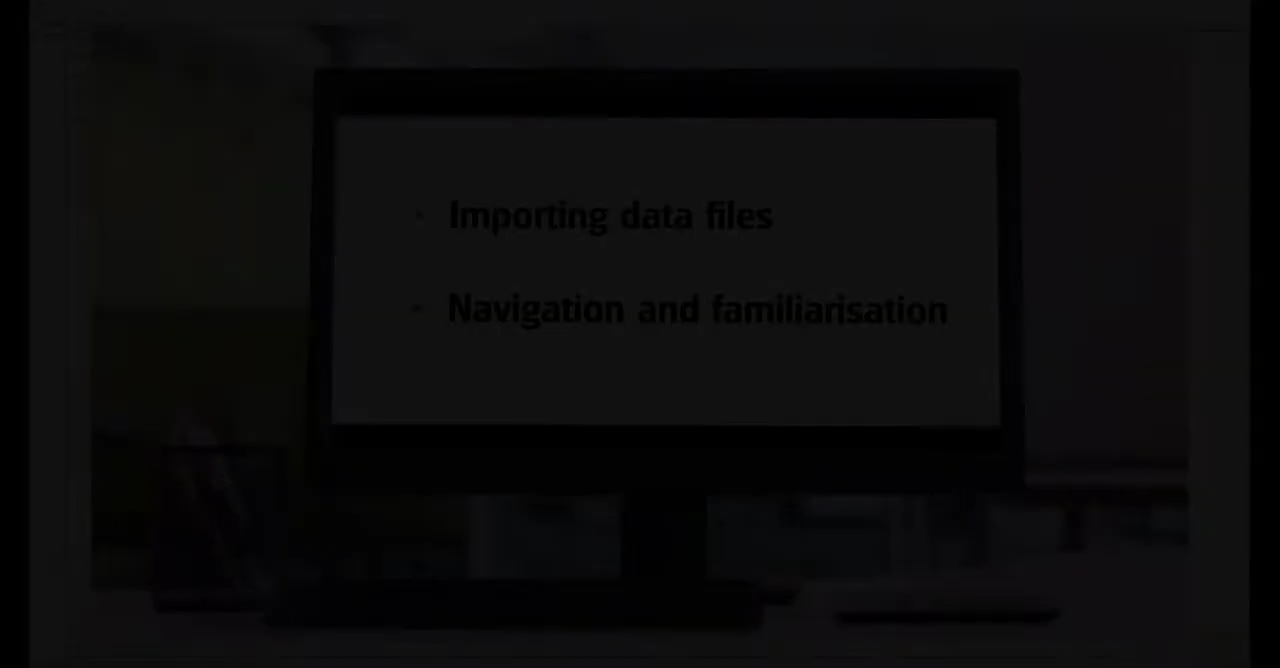 · Importing data files
· Navigation and familiarisation